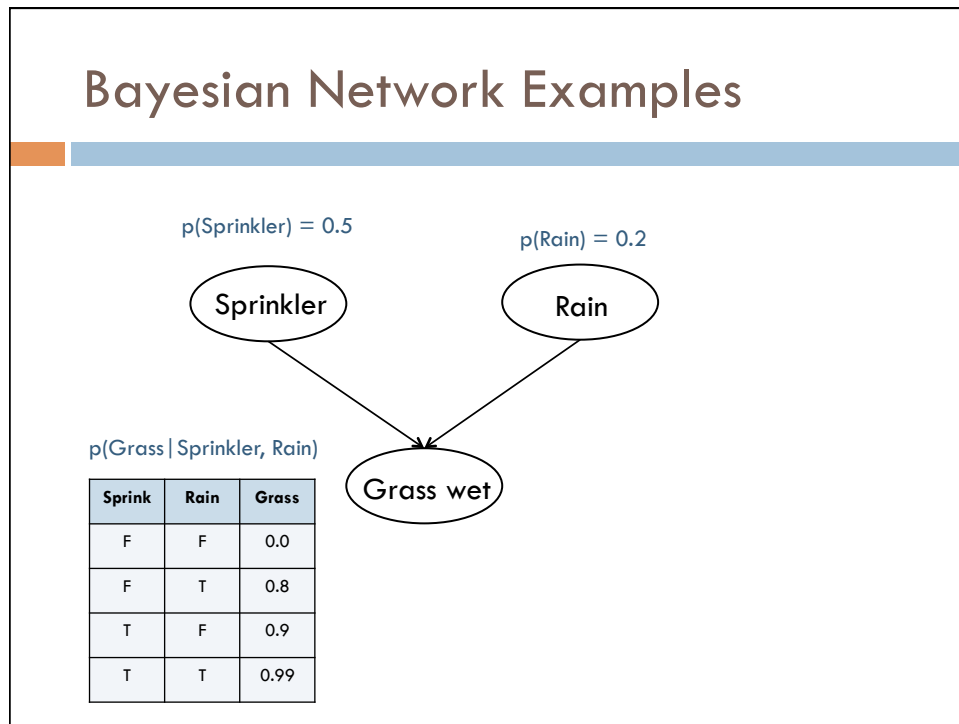 Bayesian Network Examples
p(Sprinkler) = 0.5
p(Rain) = 0.2
Sprinkler
Rain
p(Grass|Sprinkler, Rain)
Grass wet
Sprink Rain Grass
F F 0.0
F T 0.8
T F 0.9
T T 0.99